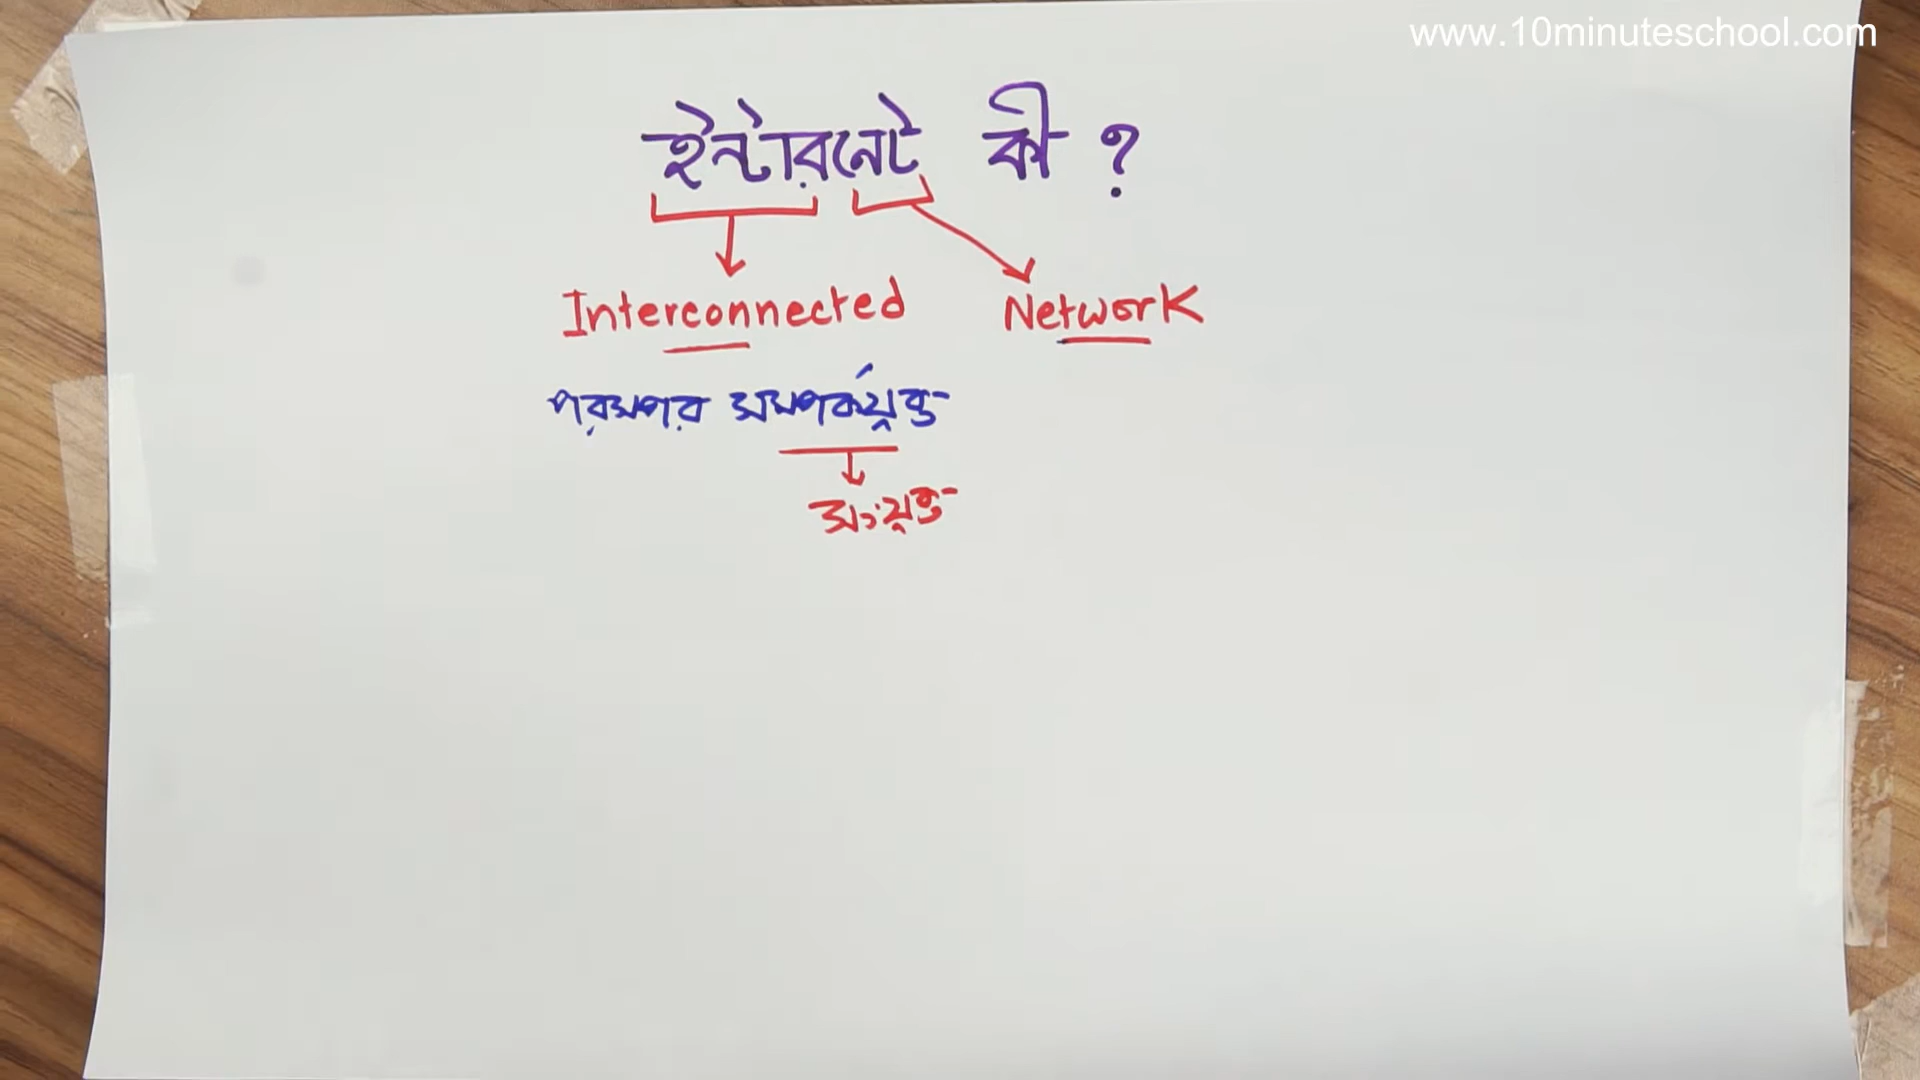 www.10minuteschool.com
ইন্টারনেট কী ?
Interconnected Network
পরস্পর সম্পর্কযুক্ত
সংযুক্ত